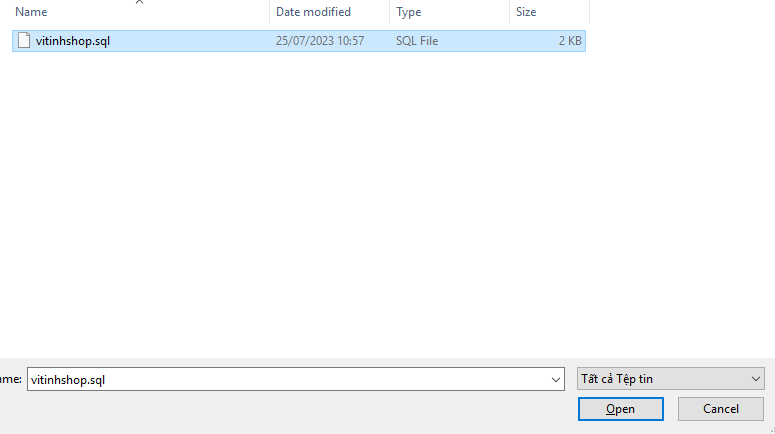 Name Date modified Type Size
vitinhshop.sql 25/07/2023 10:57 SQL File 2 KB
ame: vitinhshop.sql Tất cả Tệp tin
Open Cancel